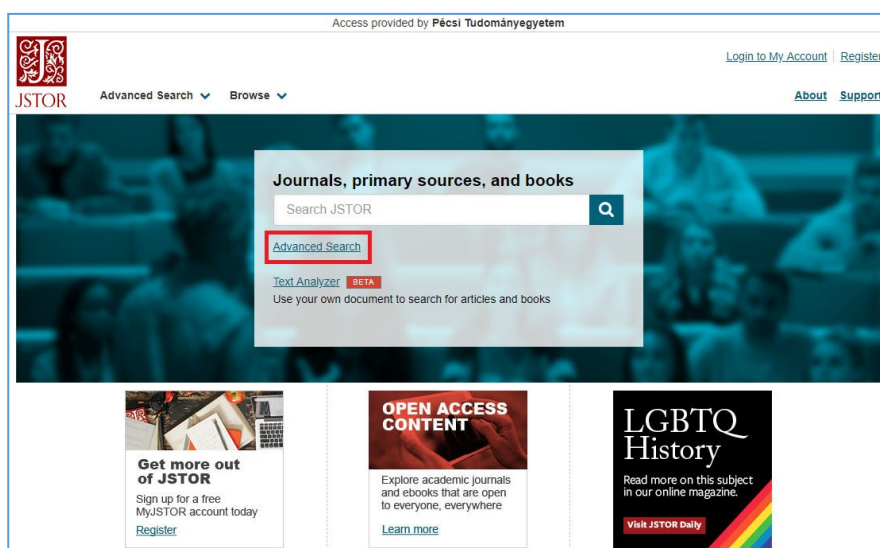 Access provided by Pécsi Tudományegyetem
Login to My Account Register
JSTOR
Advanced Search Browse
About Support
Journals, primary sources, and books
Search JSTOR
Advanced Search
Text Analyzer BETA
Use your own document to search for articles and books
Get more out
of JSTOR
Sign up for a free
MyJSTOR account today
Register
OPEN ACCESS
CONTENT
Explore academic journals
and ebooks that are open
to everyone, everywhere
Learn more
LGBTQ
History
Read more on this subject
in our online magazine.
Visit JSTOR Daily